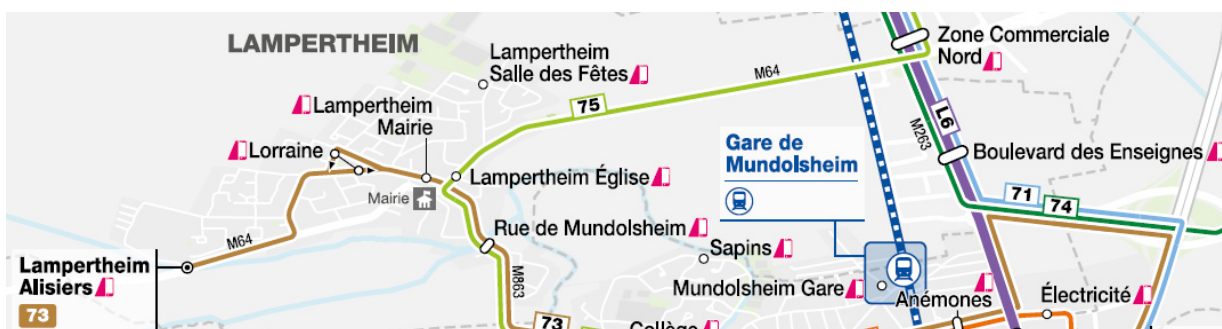 LAMPERTHEIM
Lampertheim
Salle des Fêtes
Zone Commerciale
Nord
M64
75
Lampertheim
Mairie
L6
M263
Lorraine
Gare de
Mundolsheim
Boulevard des Enseignes
Lampertheim Église
Mairie
71
74
Rue de Mundolsheim
M64
Sapins
Lampertheim
Alisiers
M863
Mundolsheim Gare
Anémones
Électricité
73
73
Collège